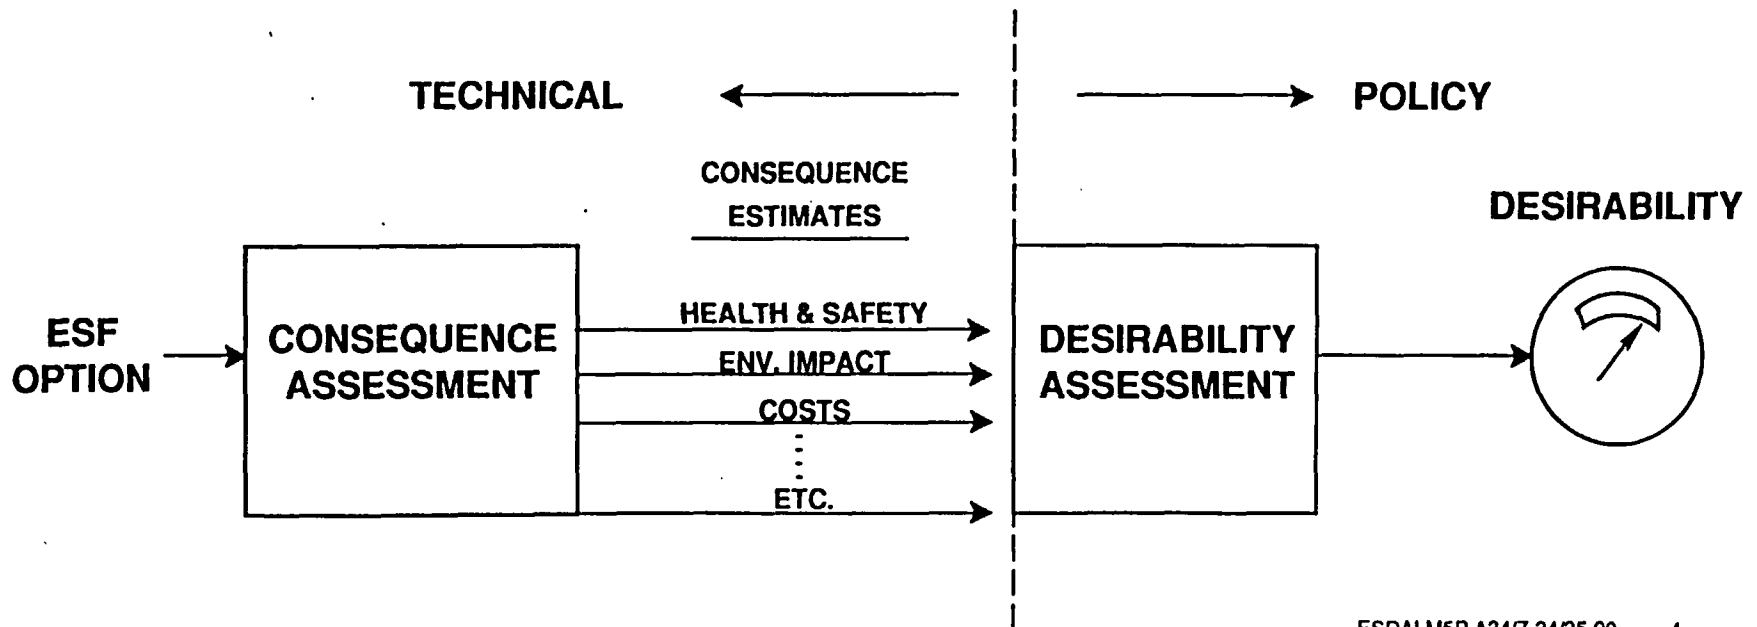 TECHNICAL
POLICY
CONSEQUENCE
ESTIMATES
DESIRABILITY
ESF
OPTION
CONSEQUENCE
ASSESSMENT
HEALTH & SAFETY
ENV. IMPACT
COSTS
ETC.
DESIRABILITY
ASSESSMENT